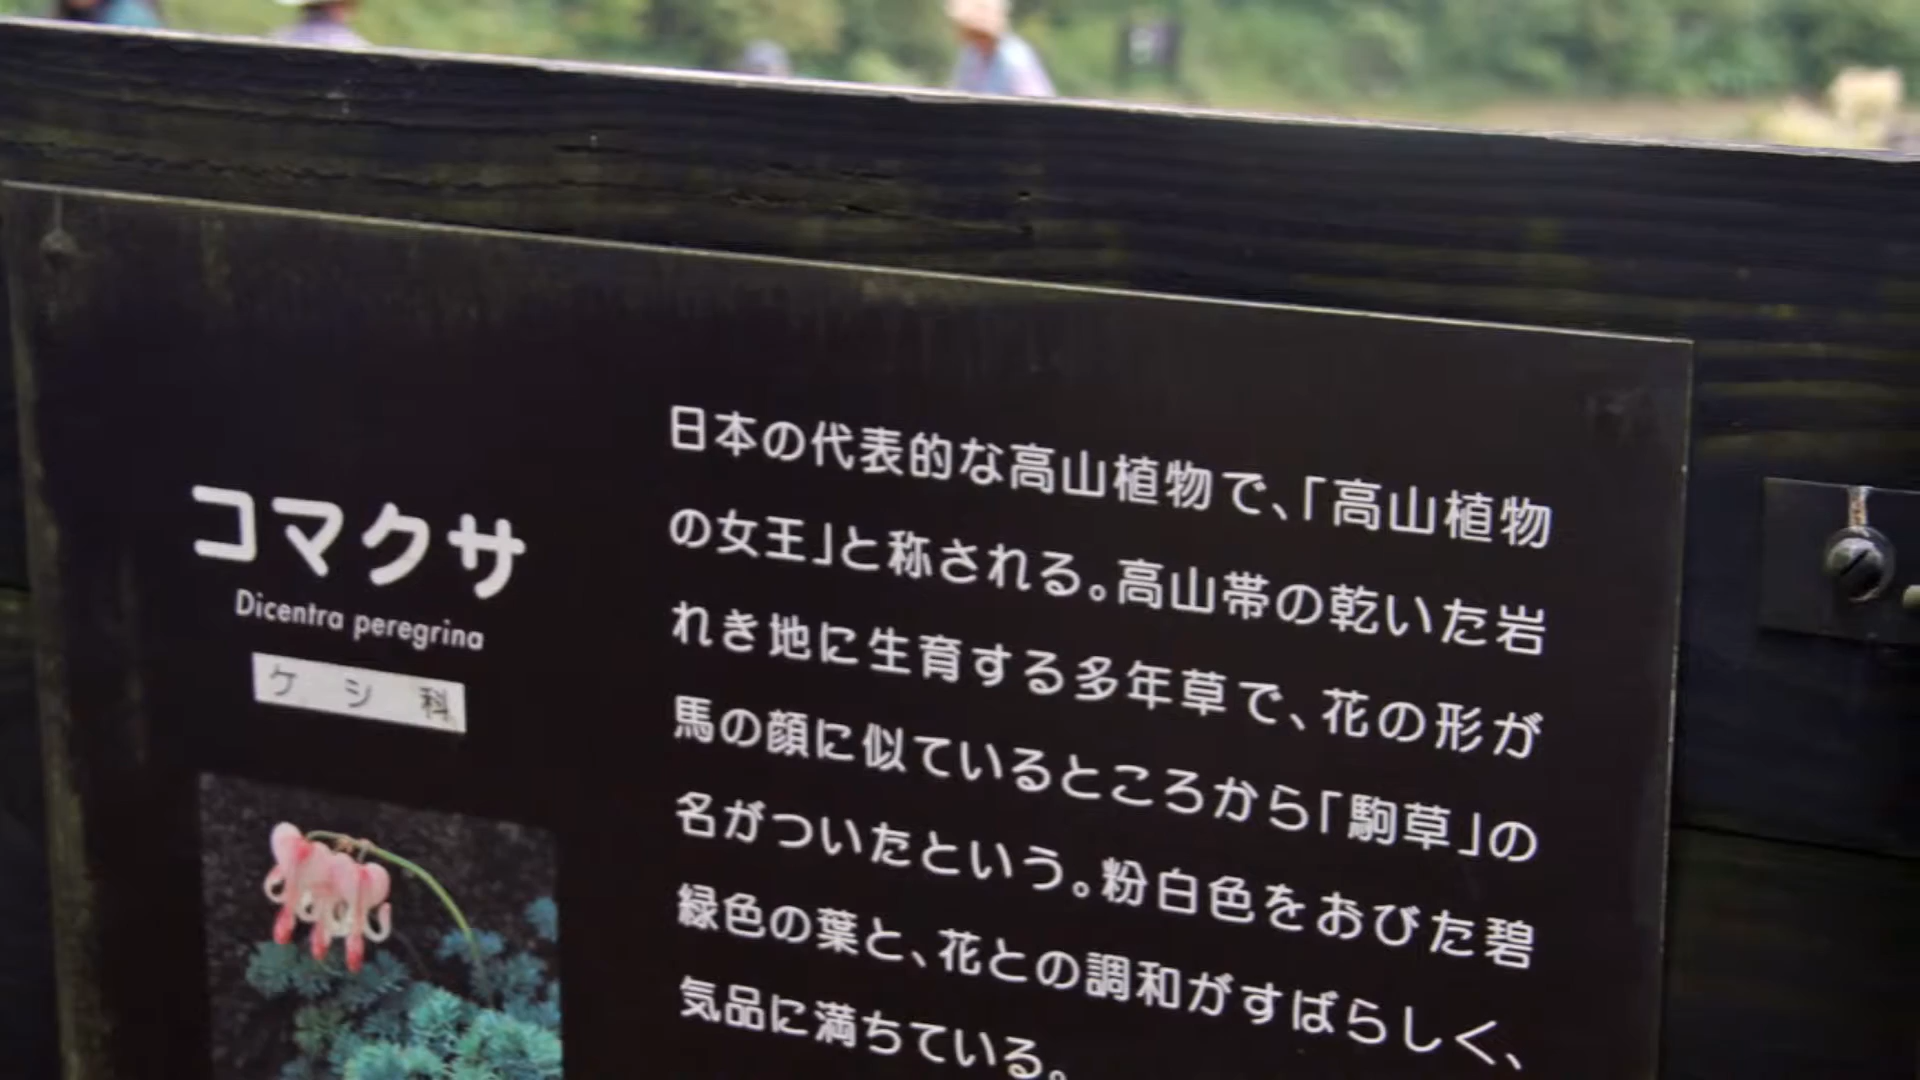 コマクサ
Dicentra peregrina
ケシ科
日本の代表的な高山植物で、「高山植物
の女王」と称される。高山帯の乾いた岩
れき地に生育する多年草で、花の形が
馬の顔に似ているところから「駒草」の
名がついたという。粉白色をおびた碧
緑色の葉と、花との調和がすばらしく、
気品に満ちている。